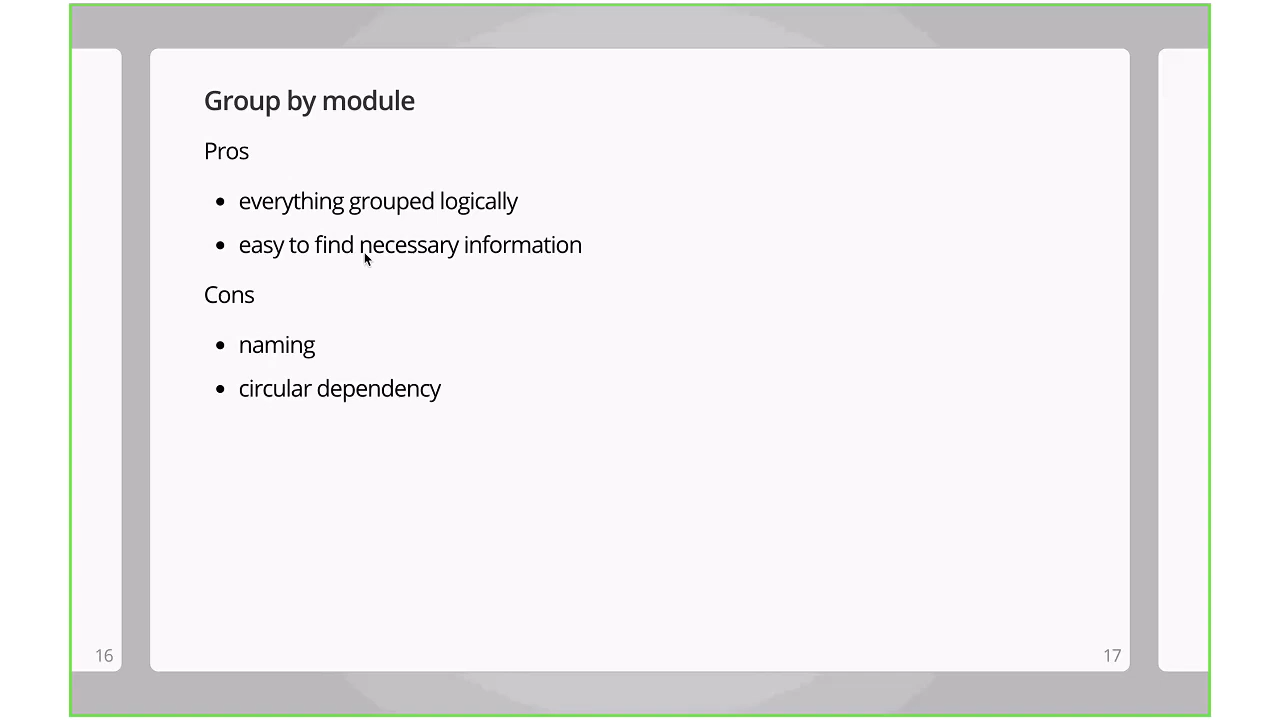 Group by module
Pros
• everything grouped logically
• easy to find necessary information
Cons
• naming
• circular dependency
16
17